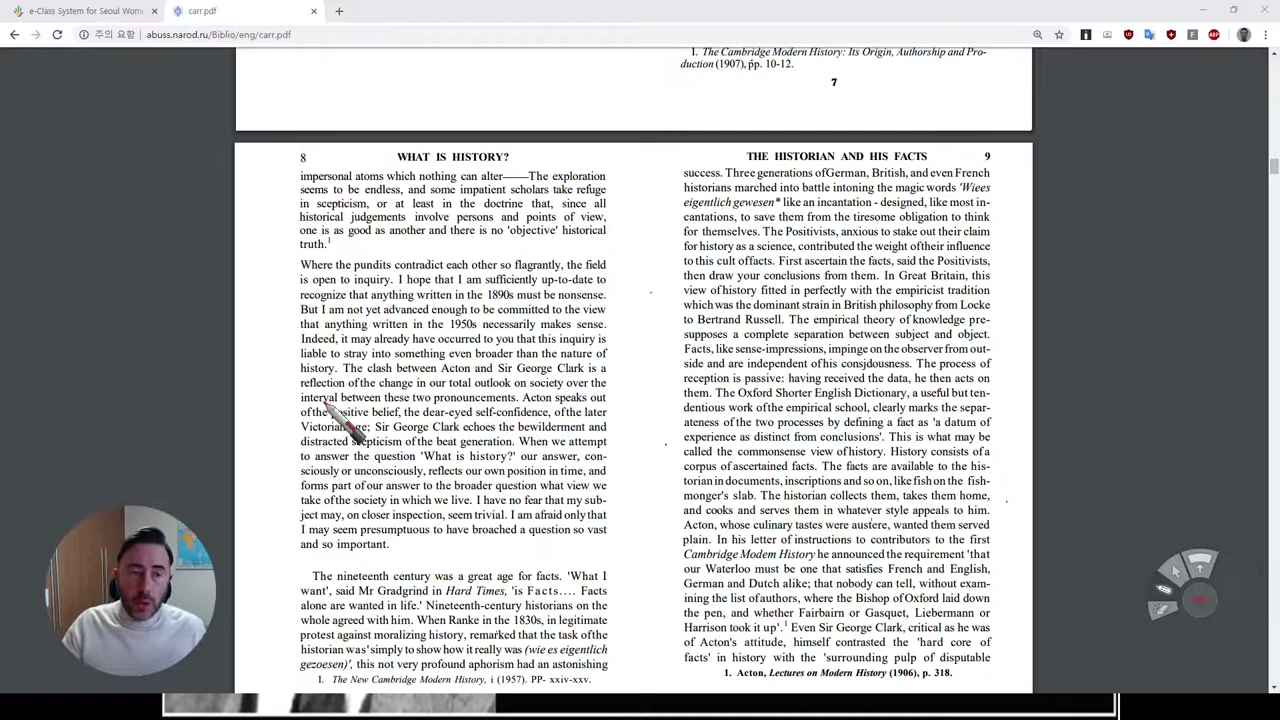 e-Class System for Seoul Wome
carr.pdf
주의 요함
abuss.narod.ru/Biblio/eng/carr.pdf
I. The Cambridge Modern History: Its Origin, Authorship and Pro-
duction (1907), pp. 10-12.
7
8 WHAT IS HISTORY?
impersonal atoms which nothing can alter——The exploration
seems to be endless, and some impatient scholars take refuge
in scepticism, or at least in the doctrine that, since all
historical judgements involve persons and points of view,
one is as good as another and there is no 'objective' historical
truth.1
Where the pundits contradict each other so flagrantly, the field
is open to inquiry. I hope that I am sufficiently up-to-date to
recognize that anything written in the 1890s must be nonsense.
But I am not yet advanced enough to be committed to the view
that anything written in the 1950s necessarily makes sense.
Indeed, it may already have occurred to you that this inquiry is
liable to stray into something even broader than the nature of
history. The clash between Acton and Sir George Clark is a
reflection of the change in our total outlook on society over the
interval between these two pronouncements. Acton speaks out
of the positive belief, the dear-eyed self-confidence, of the later
Victorian age; Sir George Clark echoes the bewilderment and
distracted scepticism of the beat generation. When we attempt
to answer the question 'What is history?' our answer, con-
sciously or unconsciously, reflects our own position in time, and
forms part of our answer to the broader question what view we
take of the society in which we live. I have no fear that my sub-
ject may, on closer inspection, seem trivial. I am afraid only that
I may seem presumptuous to have broached a question so vast
and so important.
The nineteenth century was a great age for facts. 'What I
want', said Mr Gradgrind in Hard Times, 'is Facts.... Facts
alone are wanted in life.' Nineteenth-century historians on the
whole agreed with him. When Ranke in the 1830s, in legitimate
protest against moralizing history, remarked that the task of the
historian was 'simply to show how it really was (wie es eigentlich
gezoesen)', this not very profound aphorism had an astonishing
I. The New Cambridge Modern History, i (1957). PP- xxiv-xxv.
THE HISTORIAN AND HIS FACTS 9
success. Three generations of German, British, and even French
historians marched into battle intoning the magic words 'Wiees
eigentlich gewesen* like an incantation - designed, like most in-
cantations, to save them from the tiresome obligation to think
for themselves. The Positivists, anxious to stake out their claim
for history as a science, contributed the weight of their influence
to this cult of facts. First ascertain the facts, said the Positivists,
then draw your conclusions from them. In Great Britain, this
view of history fitted in perfectly with the empiricist tradition
which was the dominant strain in British philosophy from Locke
to Bertrand Russell. The empirical theory of knowledge pre-
supposes a complete separation between subject and object.
Facts, like sense-impressions, impinge on the observer from out-
side and are independent of his consjdousness. The process of
reception is passive: having received the data, he then acts on
them. The Oxford Shorter English Dictionary, a useful but ten-
dentious work of the empirical school, clearly marks the separ-
ateness of the two processes by defining a fact as 'a datum of
experience as distinct from conclusions'. This is what may be
called the commonsense view of history. History consists of a
corpus of ascertained facts. The facts are available to the his-
torian in documents, inscriptions and so on, like fish on the fish-
monger's slab. The historian collects them, takes them home,
and cooks and serves them in whatever style appeals to him.
Acton, whose culinary tastes were austere, wanted them served
plain. In his letter of instructions to contributors to the first
Cambridge Modem History he announced the requirement 'that
our Waterloo must be one that satisfies French and English,
German and Dutch alike; that nobody can tell, without exam-
ining the list of authors, where the Bishop of Oxford laid down
the pen, and whether Fairbairn or Gasquet, Liebermann or
Harrison took it up'.1 Even Sir George Clark, critical as he was
of Acton's attitude, himself contrasted the 'hard core of
facts' in history with the 'surrounding pulp of disputable
1. Acton, Lectures on Modern History (1906), p. 318.